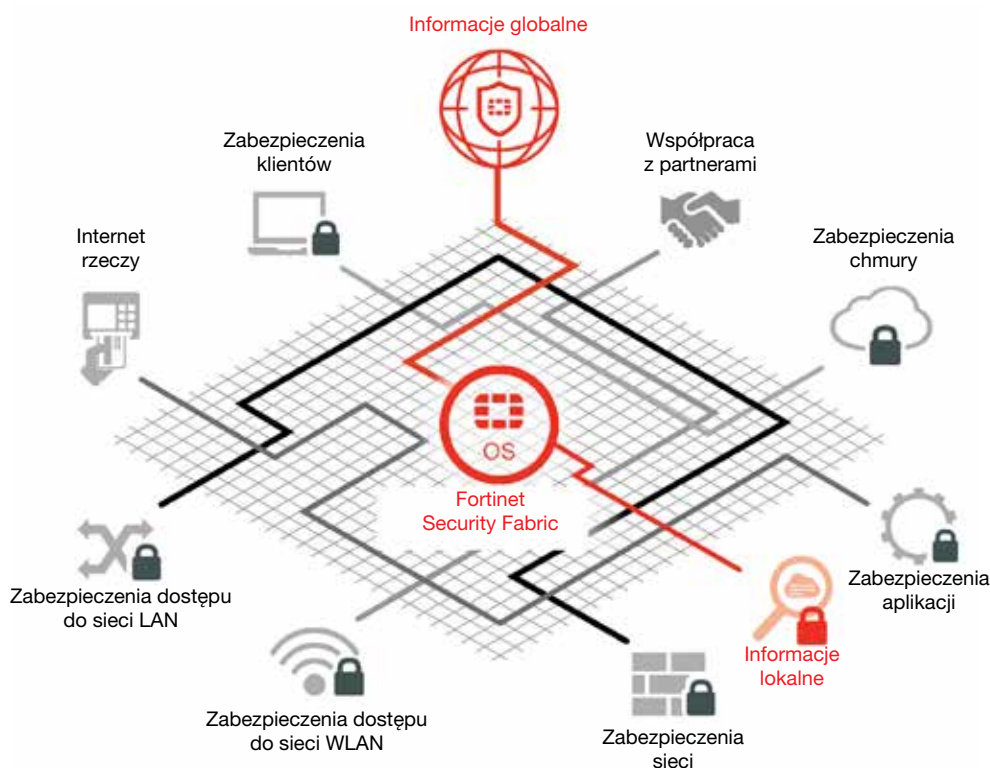 Informacje globalne
Zabezpieczenia
klientów
Współpraca
z partnerami
Internet
rzeczy
Zabezpieczenia
chmury
OS
Fortinet
Security Fabric
Zabezpieczenia dostępu
do sieci LAN
Zabezpieczenia
aplikacji
Informacje
lokalne
Zabezpieczenia dostępu
do sieci WLAN
Zabezpieczenia
sieci